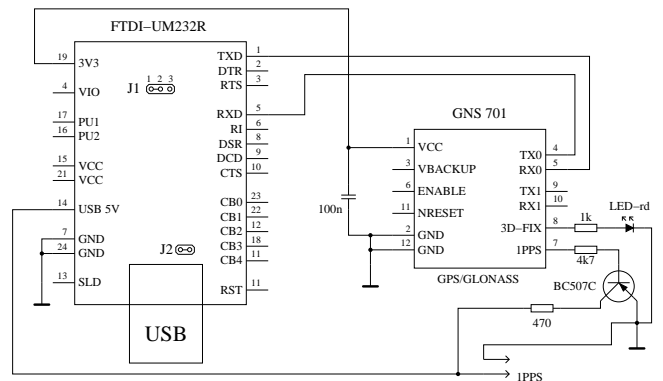 FTDI-UM232R
19 3V3
4 VIO
17 PU1
16 PU2
15 VCC
21 VCC
14 USB 5V
7 GND
24 GND
13 SLD
J1 1 2 3
J2
USB
TXD 1
DTR 2
RTS 3
RXD 5
RI 6
DSR 8
DCD 9
CTS 10
CB0 23
CB1 22
CB2 12
CB3 18
CB4 11
RST 11
100n
GNS 701
1 VCC
3 VBACKUP
6 ENABLE
11 NRESET
2 GND
12 GND
TX0 4
RX0 5
TX1 9
RX1 10
3D-FIX 8
1PPS 7
GPS/GLONASS
LED-rd
1k
4k7
BC507C
470
1PPS